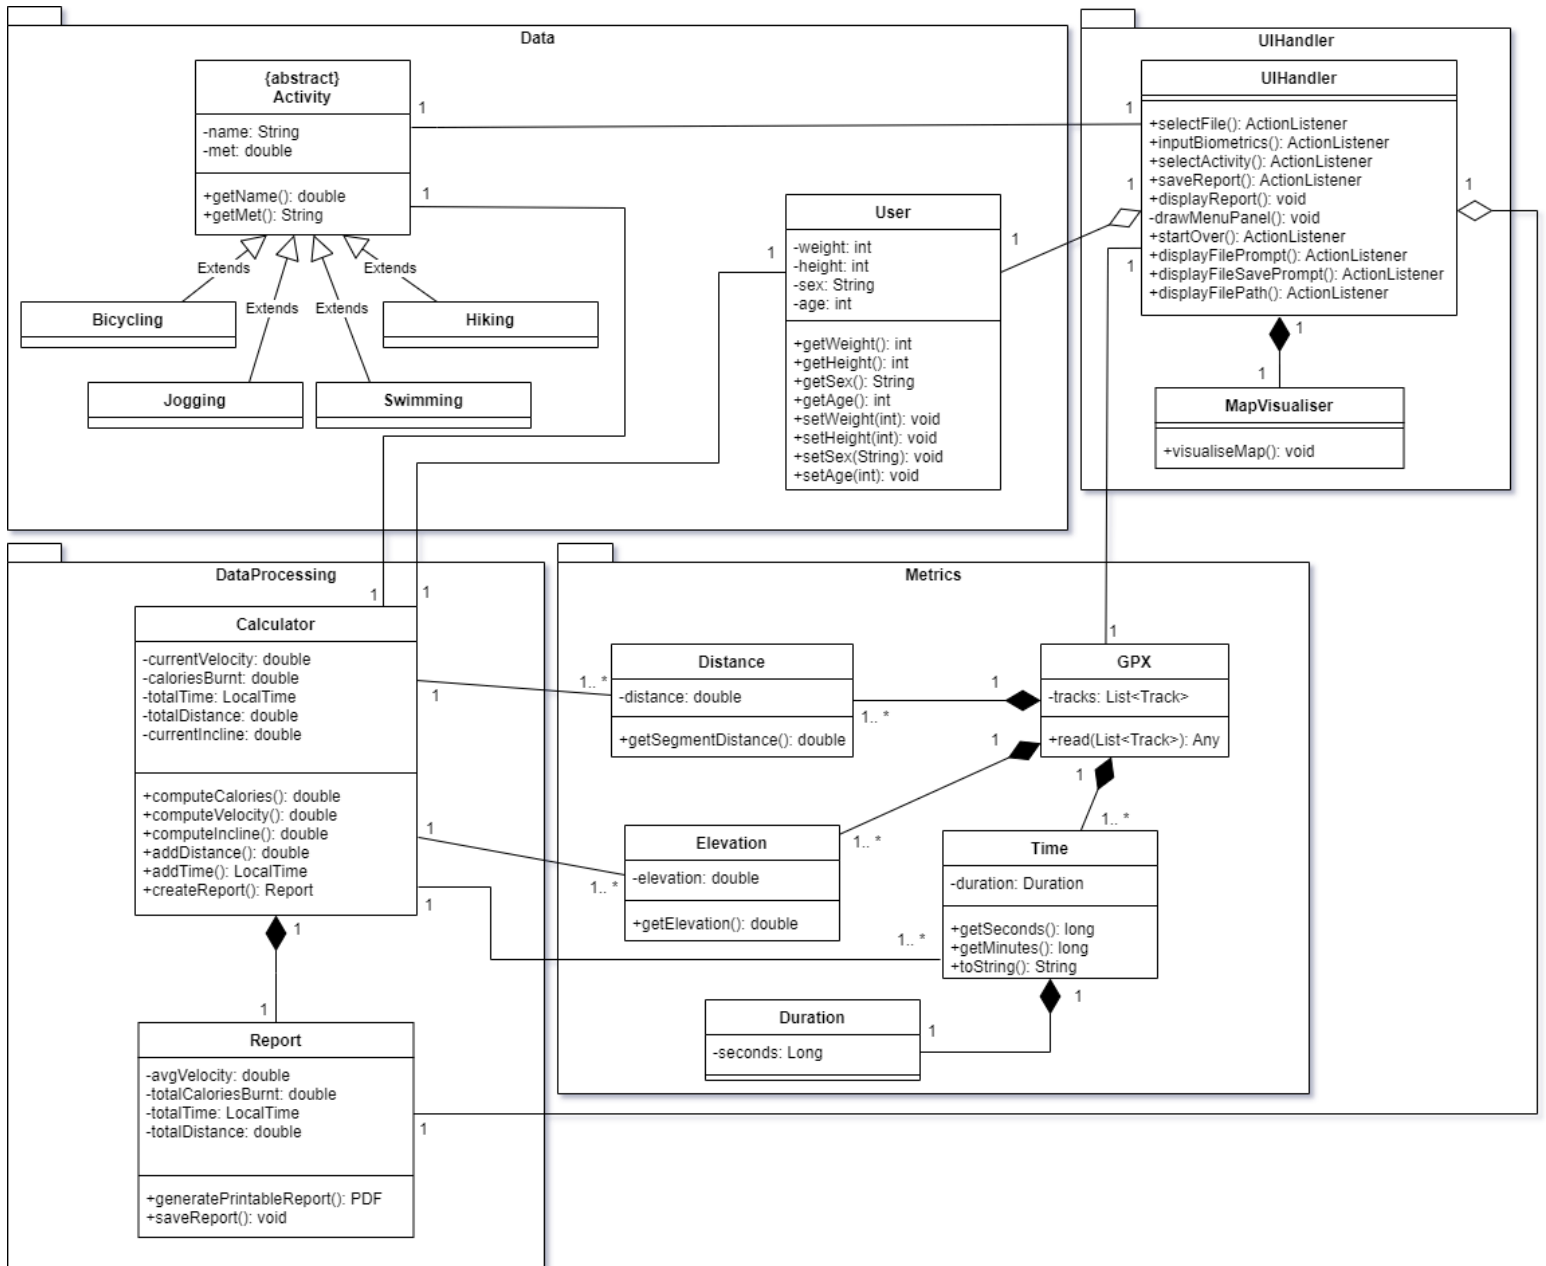 Data
{abstract}
Activity
-name: String
-met: double
+getName(): double
+getMet(): String
1
1
Extends
Extends
Extends
Extends
Bicycling
Hiking
Jogging
Swimming
User
-weight: int
-height: int
-sex: String
-age: int
+getWeight(): int
+getHeight(): int
+getSex(): String
+getAge(): int
+setWeight(int): void
+setHeight(int): void
+setSex(String): void
+setAge(int): void
1
1
UIHandler
UIHandler
+selectFile(): ActionListener
+inputBiometrics(): ActionListener
+selectActivity(): ActionListener
+saveReport(): ActionListener
+displayReport(): void
-drawMenuPanel(): void
+startOver(): ActionListener
+displayFilePrompt(): ActionListener
+displayFileSavePrompt(): ActionListener
+displayFilePath(): ActionListener
1
1
1
1
1
1
MapVisualiser
+visualiseMap(): void
DataProcessing
1
1
Calculator
-currentVelocity: double
-caloriesBurnt: double
-totalTime: LocalTime
-totalDistance: double
-currentIncline: double
+computeCalories(): double
+computeVelocity(): double
+computeIncline(): double
+addDistance(): double
+addTime(): LocalTime
+createReport(): Report
1
1
1
1
1
Report
-avgVelocity: double
-totalCaloriesBurnt: double
-totalTime: LocalTime
-totalDistance: double
+generatePrintableReport(): PDF
+saveReport(): void
1
Metrics
1.. *
Distance
-distance: double
+getSegmentDistance(): double
1.. *
1
1
GPX
-tracks: List<Track>
+read(List<Track>): Any
1
1
1.. *
1.. *
1.. *
Elevation
-elevation: double
+getElevation(): double
1.. *
Time
-duration: Duration
+getSeconds(): long
+getMinutes(): long
+toString(): String
1
Duration
-seconds: Long
1